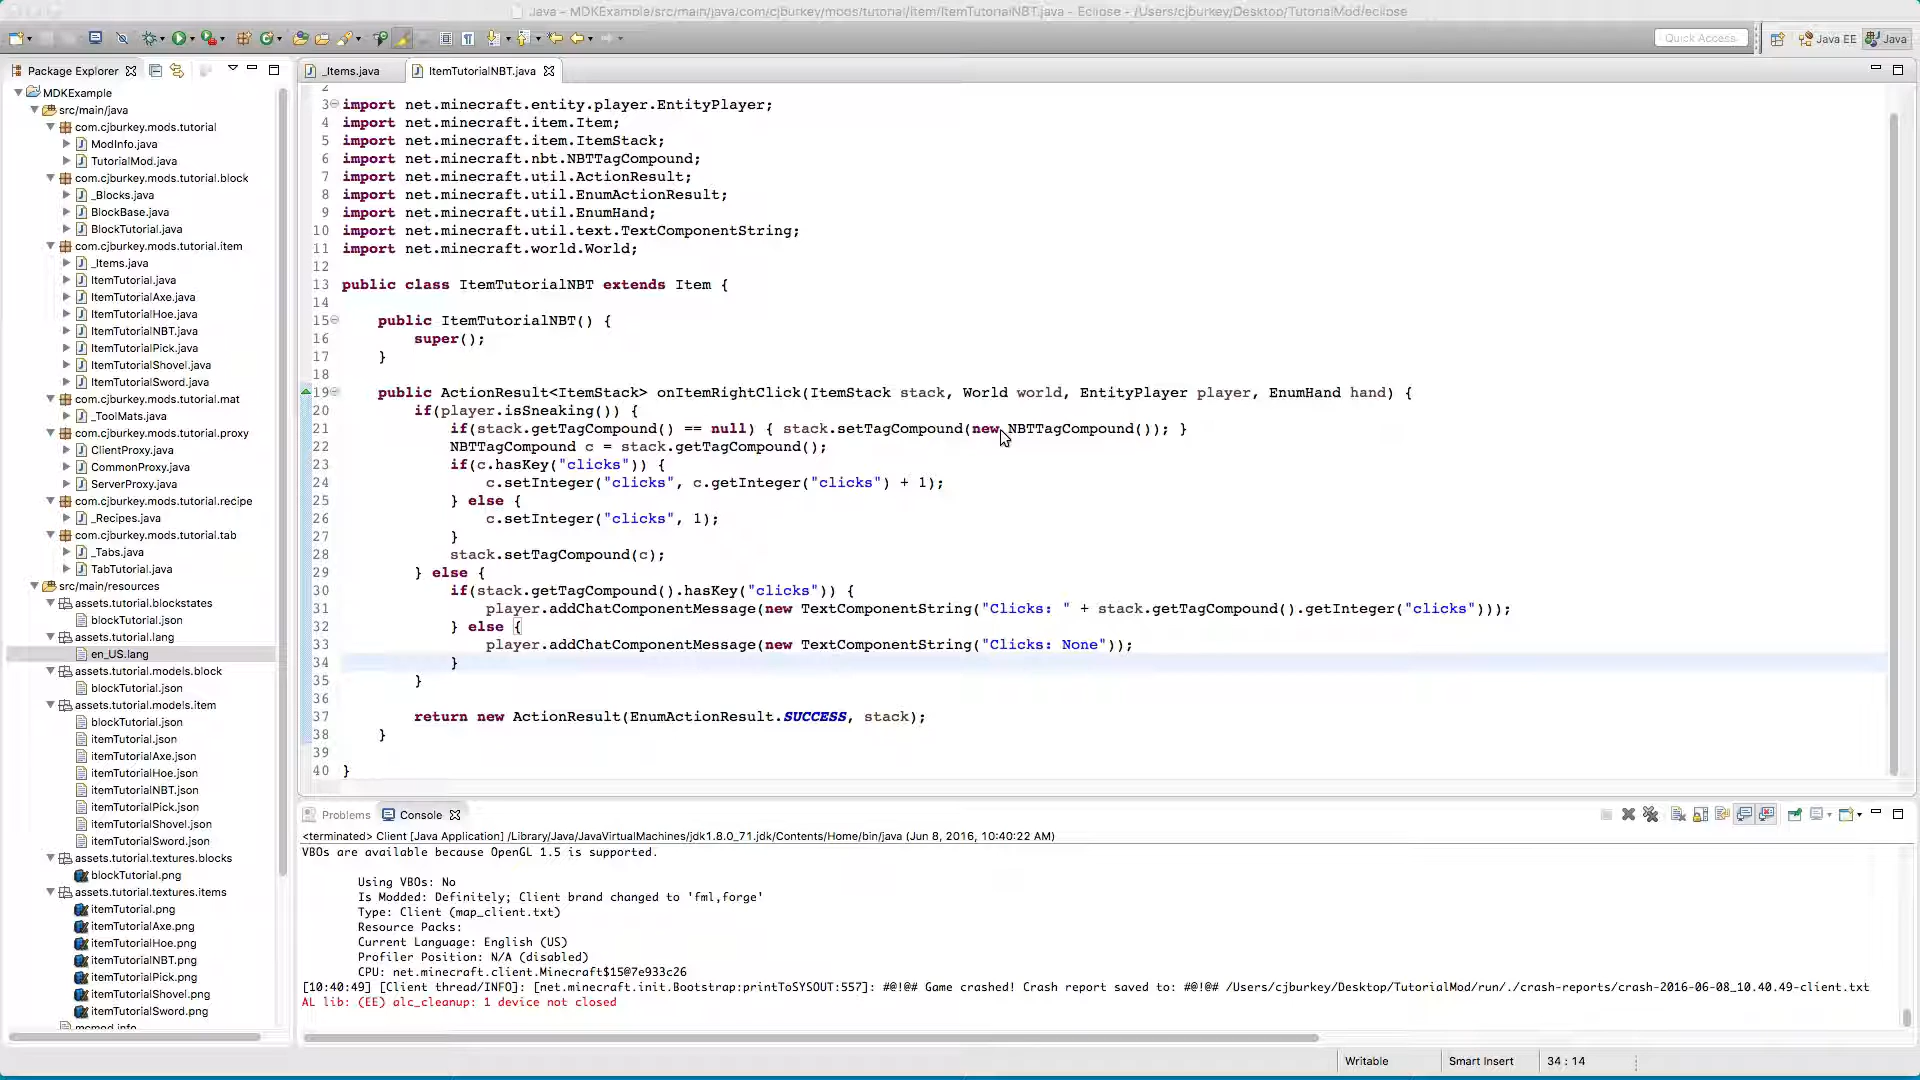 Java - MDKExample/src/main/java/com/cjburkey/mods/tutorial/item/ItemTutorialNBT.java - Eclipse - /Users/cjburkey/Desktop/TutorialMod/eclipse
Quick Access
Java EE
Java
Package Explorer
MDKExample
src/main/java
com.cjburkey.mods.tutorial
ModInfo.java
TutorialMod.java
com.cjburkey.mods.tutorial.block
_Blocks.java
BlockBase.java
BlockTutorial.java
com.cjburkey.mods.tutorial.item
_Items.java
ItemTutorial.java
ItemTutorialAxe.java
ItemTutorialHoe.java
ItemTutorialNBT.java
ItemTutorialPick.java
ItemTutorialShovel.java
ItemTutorialSword.java
com.cjburkey.mods.tutorial.mat
_ToolMats.java
com.cjburkey.mods.tutorial.proxy
ClientProxy.java
CommonProxy.java
ServerProxy.java
com.cjburkey.mods.tutorial.recipe
_Recipes.java
com.cjburkey.mods.tutorial.tab
_Tabs.java
TabTutorial.java
src/main/resources
assets.tutorial.blockstates
blockTutorial.json
assets.tutorial.lang
en_US.lang
assets.tutorial.models.block
blockTutorial.json
assets.tutorial.models.item
blockTutorial.json
itemTutorial.json
itemTutorialAxe.json
itemTutorialHoe.json
itemTutorialNBT.json
itemTutorialPick.json
itemTutorialShovel.json
itemTutorialSword.json
assets.tutorial.textures.blocks
blockTutorial.png
assets.tutorial.textures.items
itemTutorial.png
itemTutorialAxe.png
itemTutorialHoe.png
itemTutorialNBT.png
itemTutorialPick.png
itemTutorialShovel.png
itemTutorialSword.png
mcmod.info
_Items.java
ItemTutorialNBT.java
2
3 import net.minecraft.entity.player.EntityPlayer;
4 import net.minecraft.item.Item;
5 import net.minecraft.item.ItemStack;
6 import net.minecraft.nbt.NBTTagCompound;
7 import net.minecraft.util.ActionResult;
8 import net.minecraft.util.EnumActionResult;
9 import net.minecraft.util.EnumHand;
10 import net.minecraft.util.text.TextComponentString;
11 import net.minecraft.world.World;
12
13 public class ItemTutorialNBT extends Item {
14
15 public ItemTutorialNBT() {
16 super();
17 }
18
19 public ActionResult<ItemStack> onItemRightClick(ItemStack stack, World world, EntityPlayer player, EnumHand hand) {
20 if(player.isSneaking()) {
21 if(stack.getTagCompound() == null) { stack.setTagCompound(new NBTTagCompound()); }
22 NBTTagCompound c = stack.getTagCompound();
23 if(c.hasKey("clicks")) {
24 c.setInteger("clicks", c.getInteger("clicks") + 1);
25 } else {
26 c.setInteger("clicks", 1);
27 }
28 stack.setTagCompound(c);
29 } else {
30 if(stack.getTagCompound().hasKey("clicks")) {
31 player.addChatComponentMessage(new TextComponentString("Clicks: " + stack.getTagCompound().getInteger("clicks")));
32 } else {
33 player.addChatComponentMessage(new TextComponentString("Clicks: None"));
34 }
35 }
36
37 return new ActionResult(EnumActionResult.SUCCESS, stack);
38 }
39
40 }
Problems
Console
<terminated> Client [Java Application] /Library/Java/JavaVirtualMachines/jdk1.8.0_71.jdk/Contents/Home/bin/java (Jun 8, 2016, 10:40:22 AM)
VBOs are available because OpenGL 1.5 is supported.
Using VBOs: No
Is Modded: Definitely; Client brand changed to 'fml,forge'
Type: Client (map_client.txt)
Resource Packs:
Current Language: English (US)
Profiler Position: N/A (disabled)
CPU: net.minecraft.client.Minecraft$15@7e933c26
[10:40:49] [Client thread/INFO]: [net.minecraft.init.Bootstrap:printToSYSOUT:557]: #@!@# Game crashed! Crash report saved to: #@!@# /Users/cjburkey/Desktop/TutorialMod/run/./crash-reports/crash-2016-06-08_10.40.49-client.txt
AL lib: (EE) alc_cleanup: 1 device not closed
Writable
Smart Insert
34 : 14